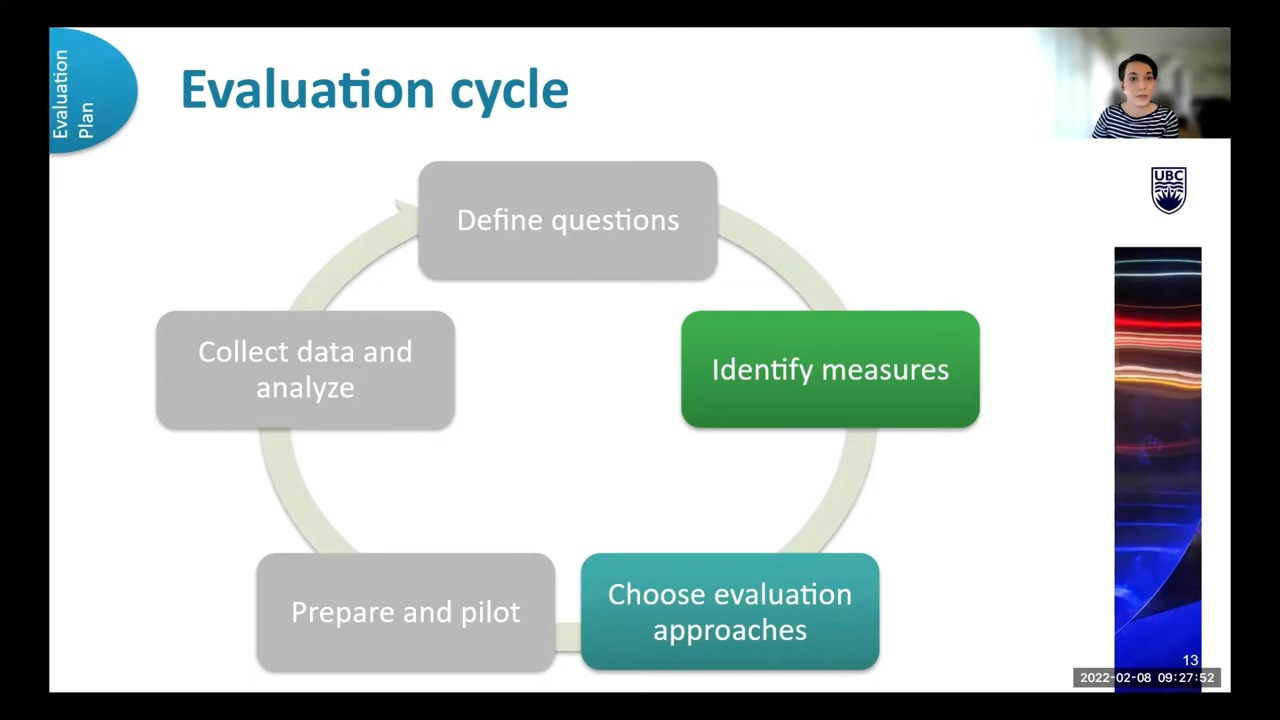 Evaluation
Plan
Evaluation cycle
UBC
Define questions
Identify measures
Choose evaluation
approaches
Prepare and pilot
Collect data and
analyze
13
2022-02-08 09:27:52